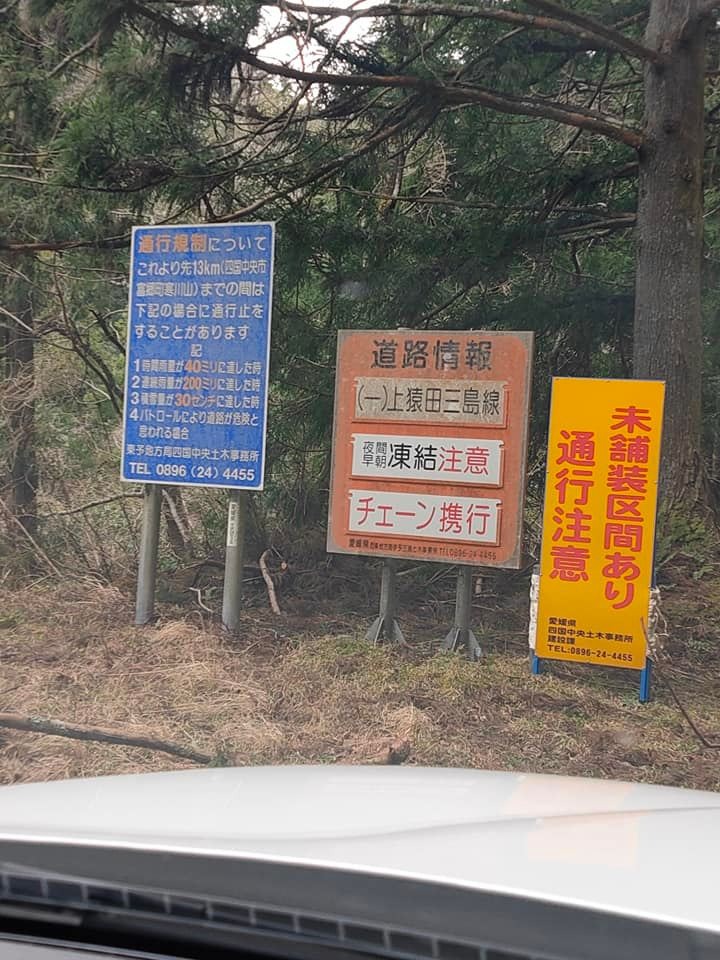 通行規制について
これより先13km(四国中央市
富郷町寒川山)までの間は
下記の場合に通行止を
することがあります
記
1 時間雨量が40ミリに達した時
2 連続雨量が200ミリに達した時
3 積雪量が30センチに達した時
4 パトロールにより道路が危険と
思われる場合
東予地方局四国中央土木事務所
TEL 0896 (24) 4455
道路情報
(一)上猿田三島線
夜間
早朝
凍結注意
チェーン携行
愛媛県
TEL0896-24-4455
未舗装区間あり
通行注意
愛媛県
四国中央土木事務所
建設課
TEL:0896-24-4455